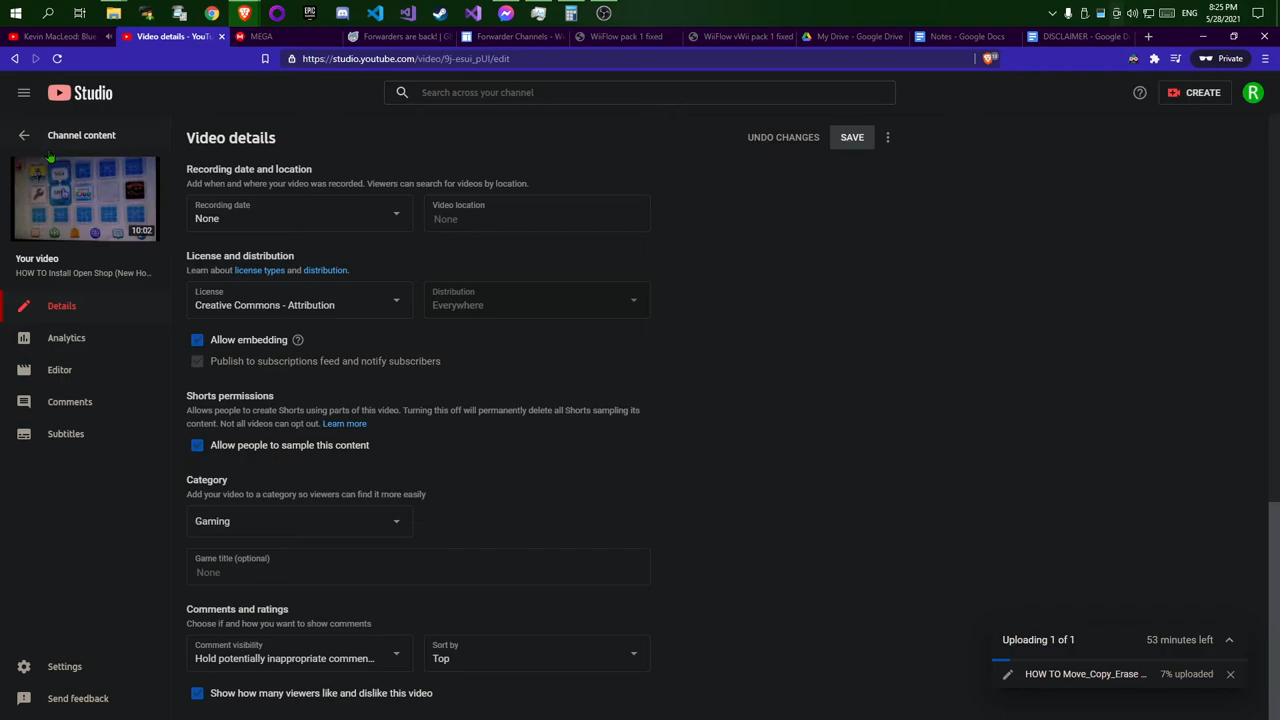 8:25 PM
ENG
5/28/2021
Kevin MacLeod: Blue
Video details - YouTu
MEGA
Forwarders are back! | G
Forwarder Channels - W
WiiFlow pack 1 fixed
WiiFlow vWii pack 1 fixed
My Drive - Google Drive
Notes - Google Docs
DISCLAIMER - Google D
https://studio.youtube.com/video/9j-esui_pUI/edit
Private
Studio
Search across your channel
CREATE
R
Channel content
Video details
UNDO CHANGES
SAVE
10:02
Your video
HOW TO Install Open Shop (New Ho...
Details
Analytics
Editor
Comments
Subtitles
Settings
Send feedback
Recording date and location
Add when and where your video was recorded. Viewers can search for videos by location.
Recording date
None
Video location
None
License and distribution
Learn about license types and distribution.
License
Creative Commons - Attribution
Distribution
Everywhere
Allow embedding
Publish to subscriptions feed and notify subscribers
Shorts permissions
Allows people to create Shorts using parts of this video. Turning this off will permanently delete all Shorts sampling its
content. Not all videos can opt out. Learn more
Allow people to sample this content
Category
Add your video to a category so viewers can find it more easily
Gaming
Game title (optional)
None
Comments and ratings
Choose if and how you want to show comments
Comment visibility
Hold potentially inappropriate commen...
Sort by
Top
Show how many viewers like and dislike this video
Uploading 1 of 1
53 minutes left
HOW TO Move_Copy_Erase ...
7% uploaded